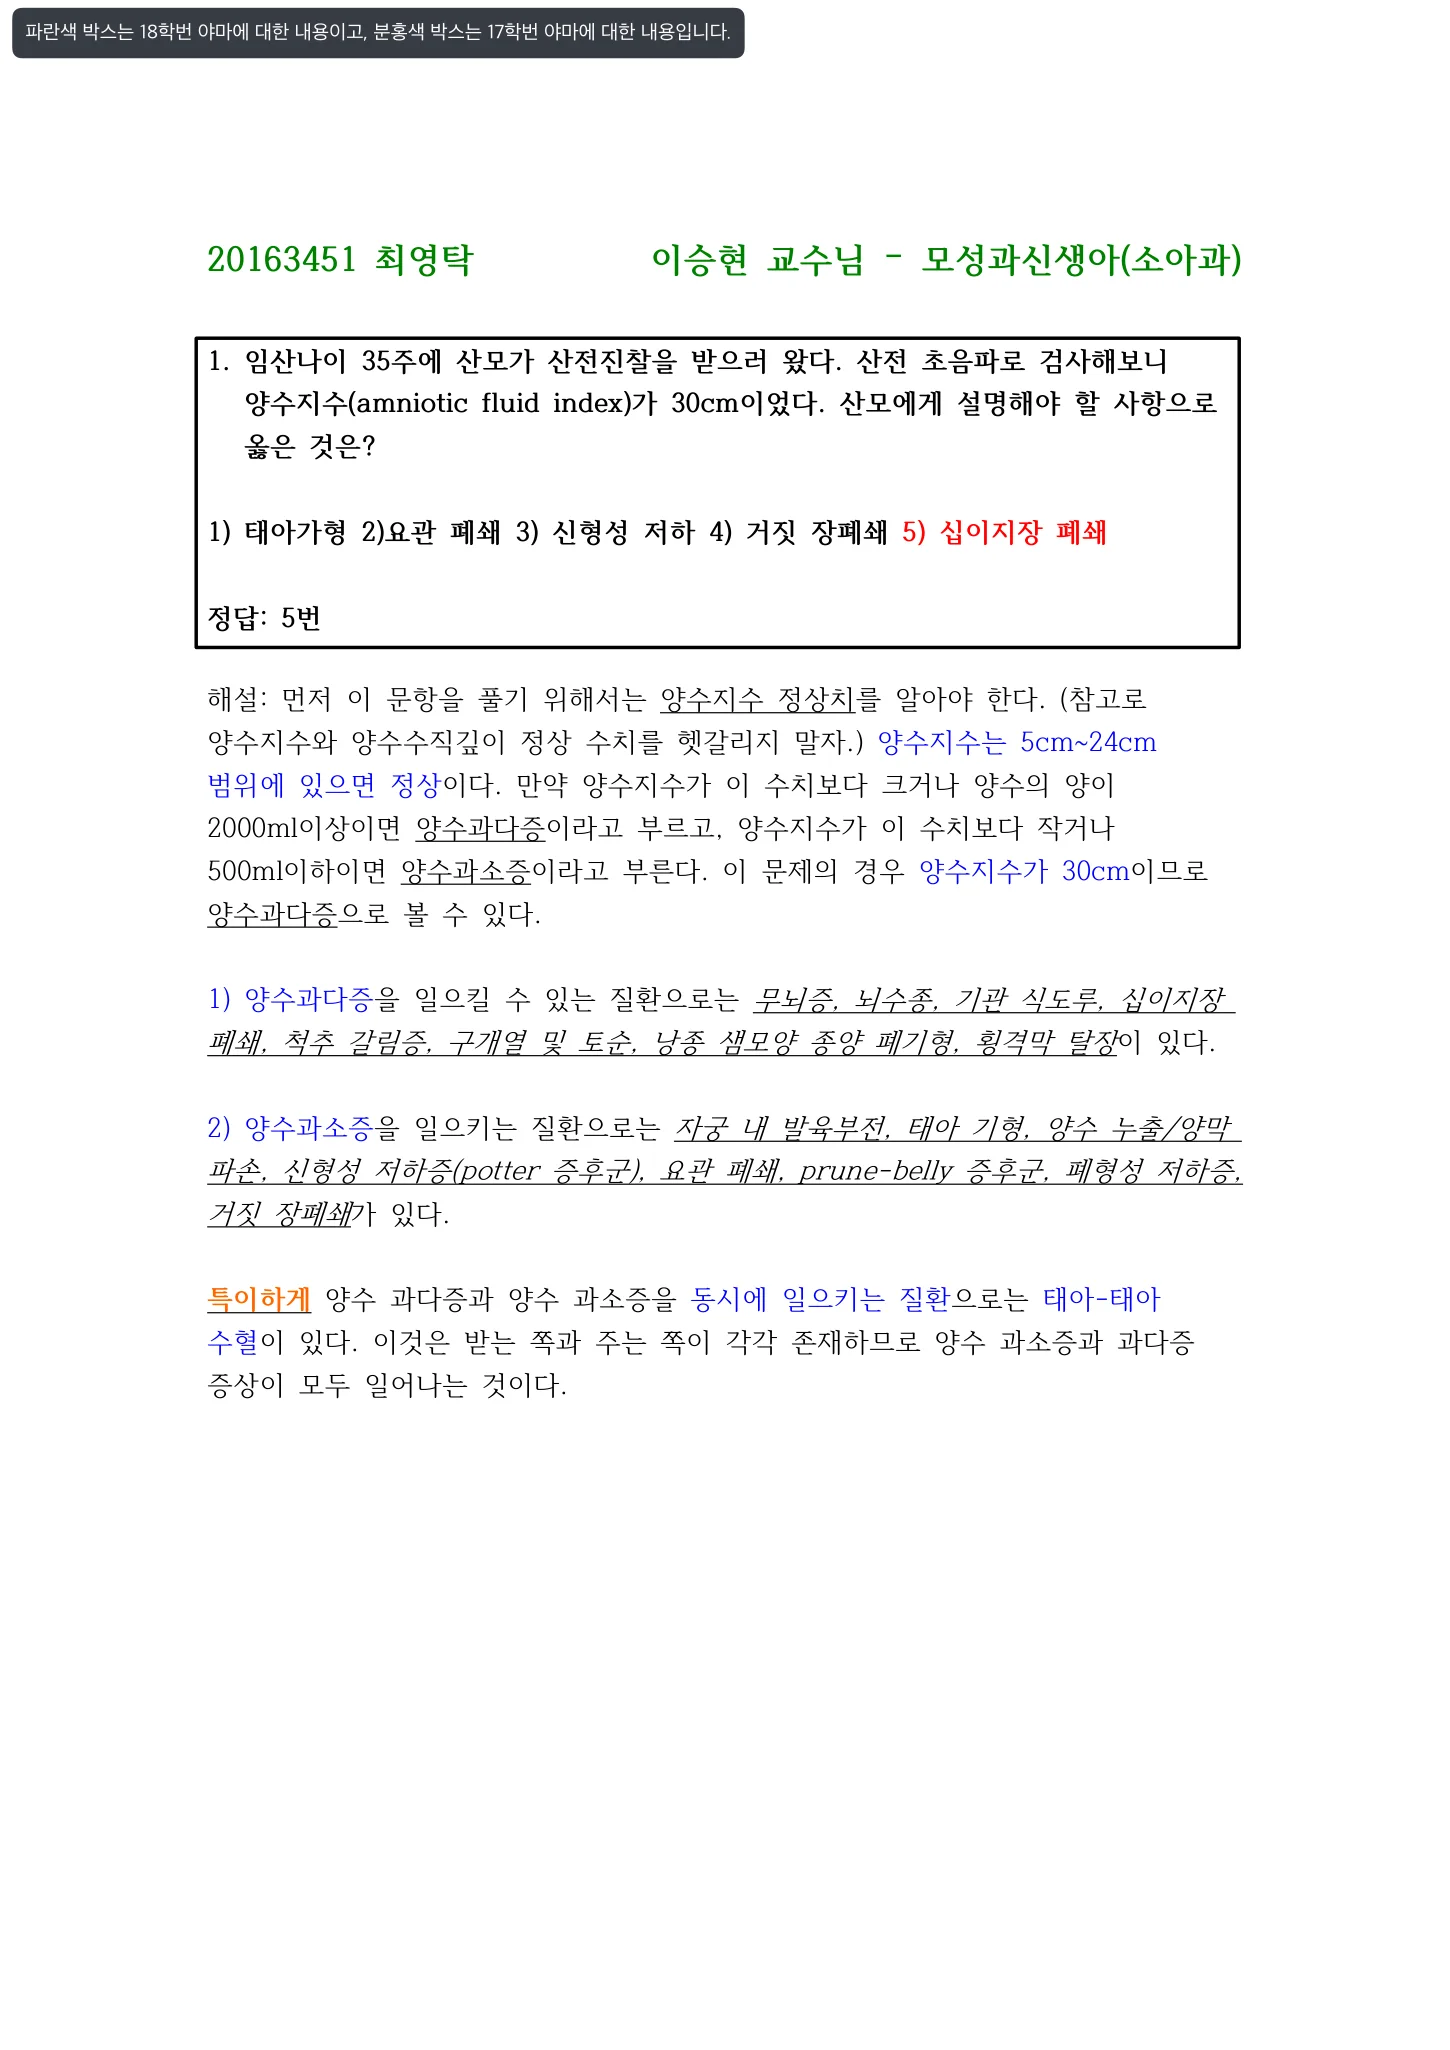 파란색 박스는 18학번 야마에 대한 내용이고, 분홍색 박스는 17학번 야마에 대한 내용입니다.
20163451 최영탁 이승현 교수님 - 모성과신생아(소아과)
1. 임산나이 35주에 산모가 산전진찰을 받으러 왔다. 산전 초음파로 검사해보니
양수지수(amniotic fluid index)가 30cm이었다. 산모에게 설명해야 할 사항으로
옳은 것은?
1) 태아가형 2)요관 폐쇄 3) 신형성 저하 4) 거짓 장폐쇄 5) 십이지장 폐쇄
정답: 5번
해설: 먼저 이 문항을 풀기 위해서는 양수지수 정상치를 알아야 한다. (참고로
양수지수와 양수수직깊이 정상 수치를 헷갈리지 말자.) 양수지수는 5cm~24cm
범위에 있으면 정상이다. 만약 양수지수가 이 수치보다 크거나 양수의 양이
2000ml이상이면 양수과다증이라고 부르고, 양수지수가 이 수치보다 작거나
500ml이하이면 양수과소증이라고 부른다. 이 문제의 경우 양수지수가 30cm이므로
양수과다증으로 볼 수 있다.
1) 양수과다증을 일으킬 수 있는 질환으로는 무뇌증, 뇌수종, 기관 식도루, 십이지장
폐쇄, 척추 갈림증, 구개열 및 토순, 낭종 샘모양 종양 폐기형, 횡격막 탈장이 있다.
2) 양수과소증을 일으키는 질환으로는 자궁 내 발육부전, 태아 기형, 양수 누출/양막
파손, 신형성 저하증(potter 증후군), 요관 폐쇄, prune-belly 증후군, 폐형성 저하증,
거짓 장폐쇄가 있다.
특이하게 양수 과다증과 양수 과소증을 동시에 일으키는 질환으로는 태아-태아
수혈이 있다. 이것은 받는 쪽과 주는 쪽이 각각 존재하므로 양수 과소증과 과다증
증상이 모두 일어나는 것이다.